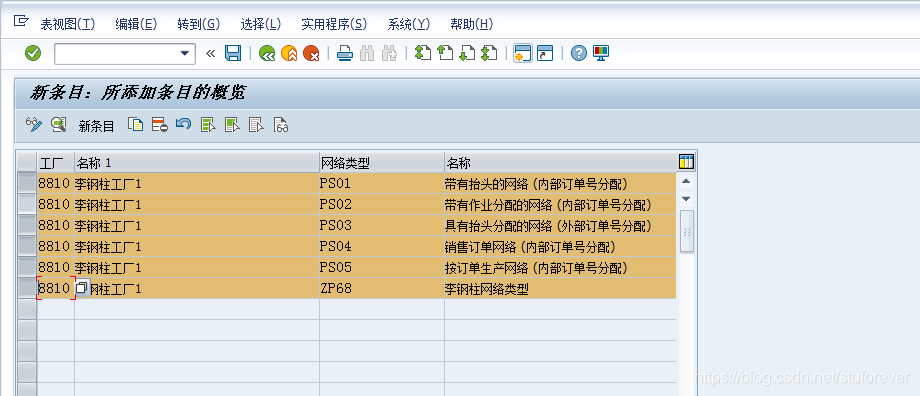 表视图(T) 编辑(E) 转到(G) 选择(L) 实用程序(S) 系统(Y) 帮助(H)
«
新条目: 所添加条目的概览
新条目
工厂 名称 1 网络类型 名称
8810 李钢柱工厂1 PS01 带有抬头的网络 (内部订单号分配)
8810 李钢柱工厂1 PS02 带有作业分配的网络 (内部订单号分配)
8810 李钢柱工厂1 PS03 具有抬头分配的网络 (外部订单号分配)
8810 李钢柱工厂1 PS04 销售订单网络 (内部订单号分配)
8810 李钢柱工厂1 PS05 按订单生产网络 (内部订单号分配)
8810 钢柱工厂1 ZP68 李钢柱网络类型
https://blog.csdn.net/stuforever